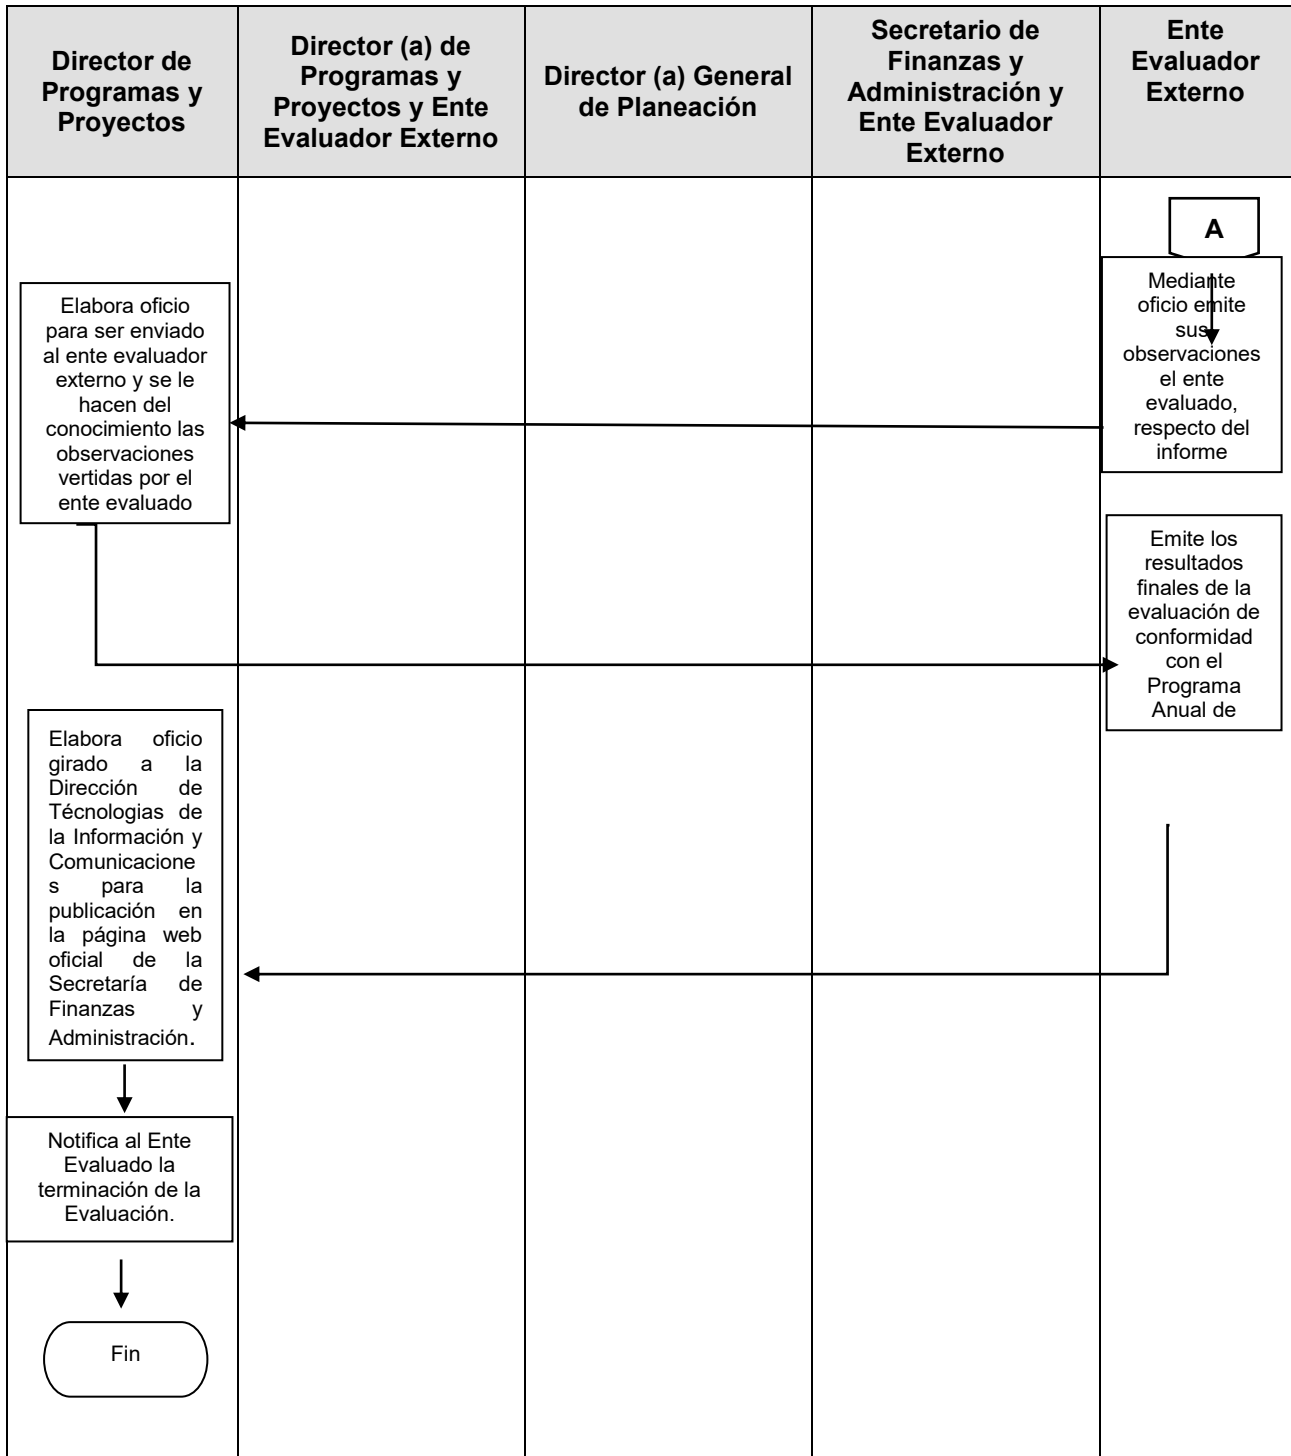 Director de
Programas y
Proyectos
Director (a) de
Programas y
Proyectos y Ente
Evaluador Externo
Director (a) General
de Planeación
Secretario de
Finanzas y
Administración y
Ente Evaluador
Externo
Ente
Evaluador
Externo
A
Mediante
oficio emite
sus
observaciones
el ente
evaluado,
respecto del
informe
Elabora oficio
para ser enviado
al ente evaluador
externo y se le
hacen del
conocimiento las
observaciones
vertidas por el
ente evaluado
Emite los
resultados
finales de la
evaluación de
conformidad
con el
Programa
Anual de
Elabora oficio
girado a la
Dirección de
Técnologias de
la Información y
Comunicacione
s para la
publicación en
la página web
oficial de la
Secretaría de
Finanzas y
Administración.
Notifica al Ente
Evaluado la
terminación de la
Evaluación.
Fin